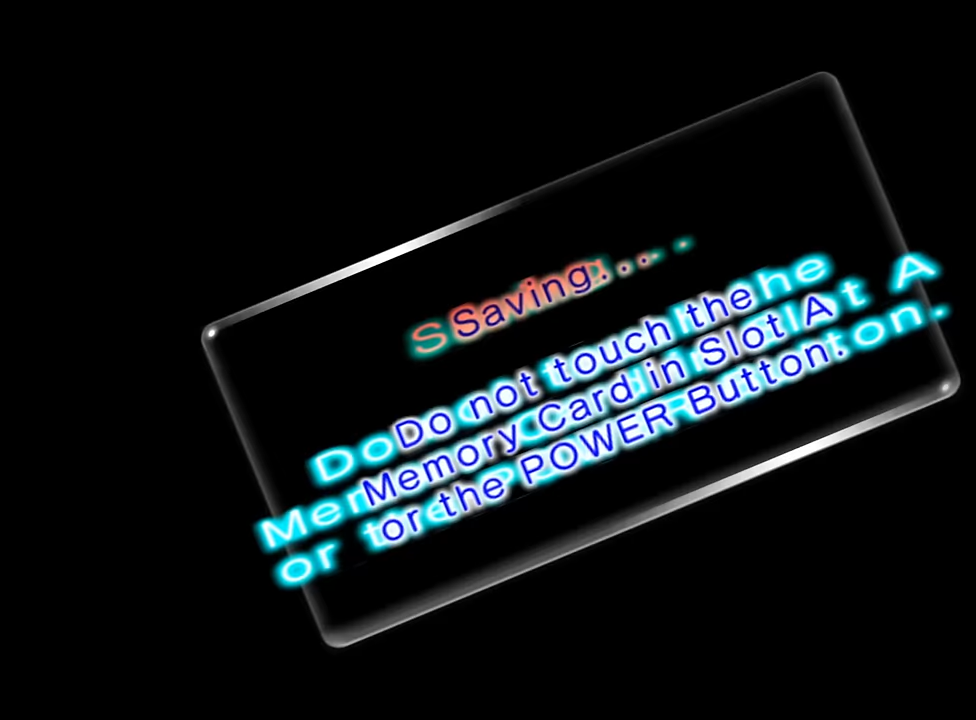 Saving...
Do not touch the
Memory Card in Slot A
or the POWER Button.